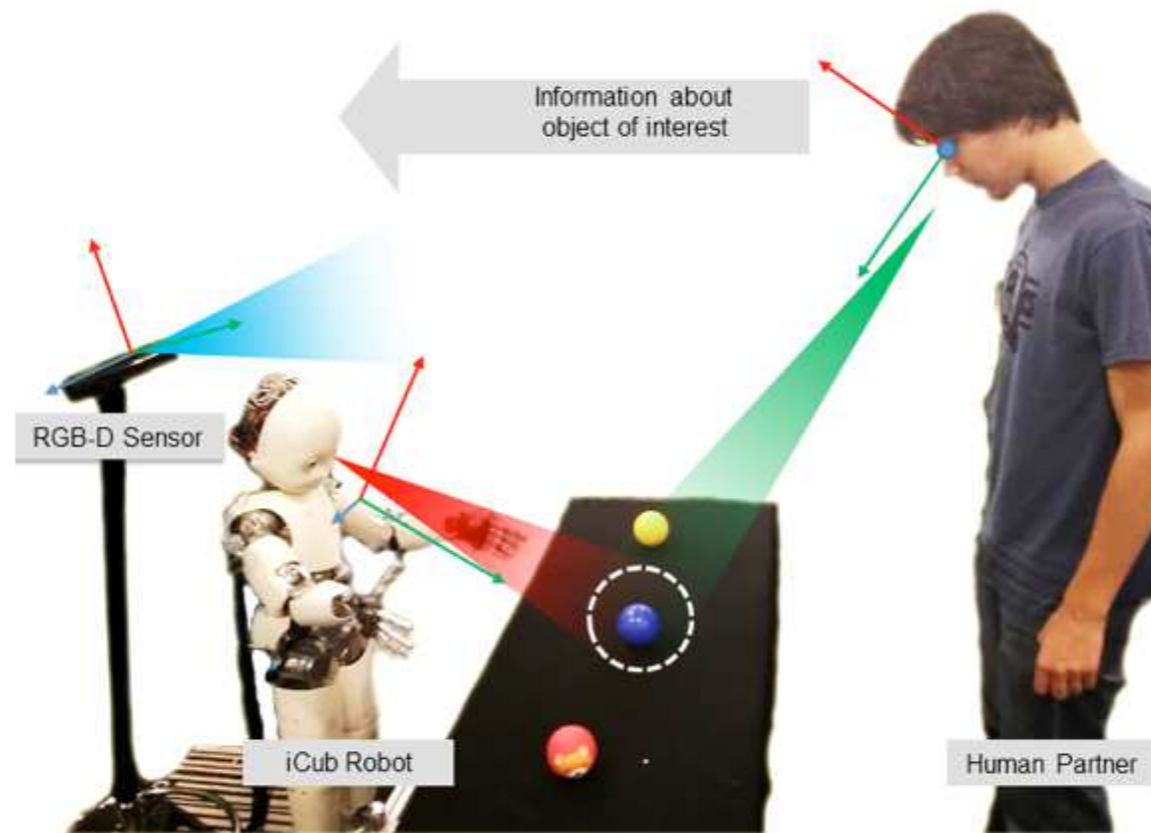 Information about
object of interest
RGB-D Sensor
iCub Robot
Human Partner